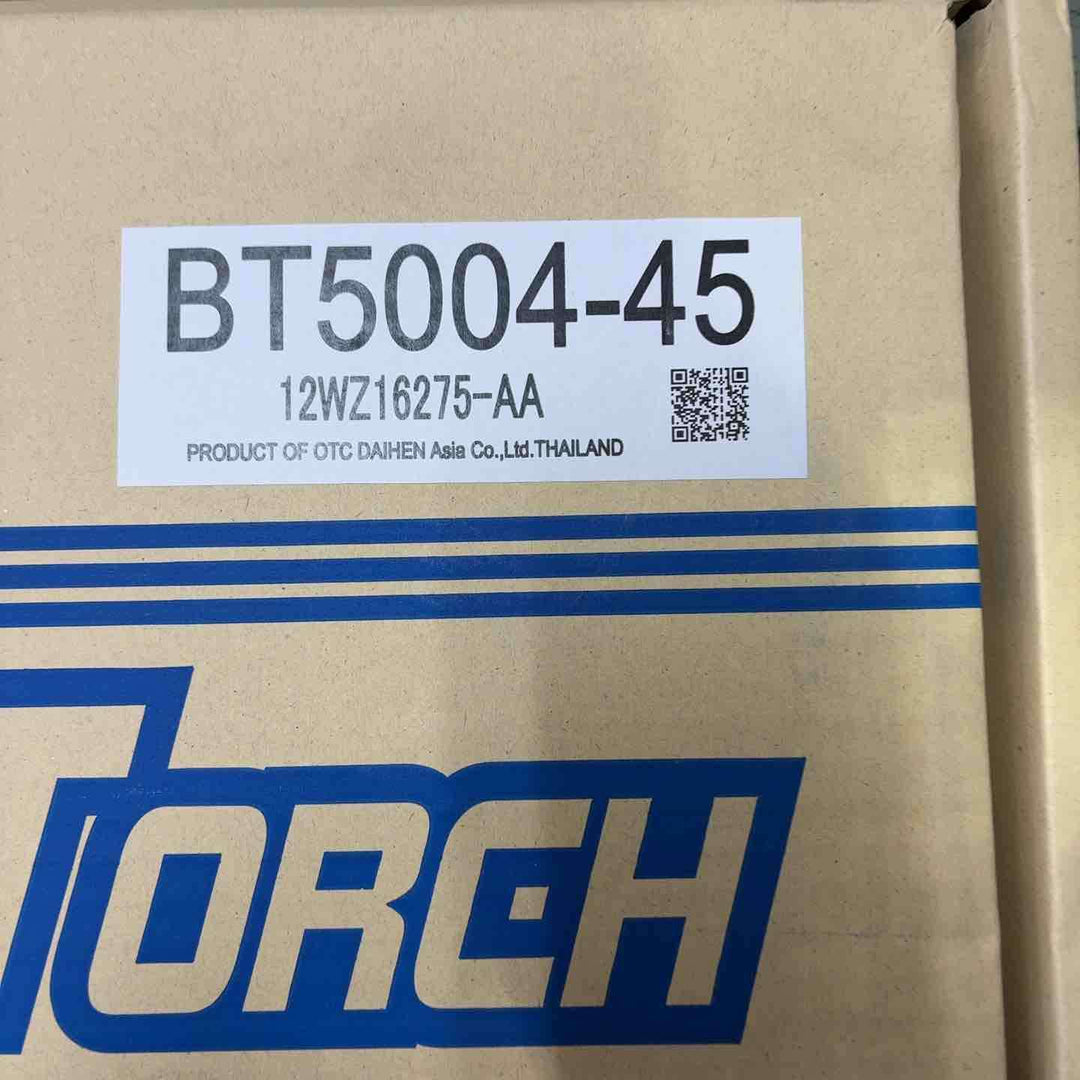 BT5004-45
12WZ16275-AA
PRODUCT OF OTC DAIHEN Asia Co.,Ltd.THAILAND
TORCH